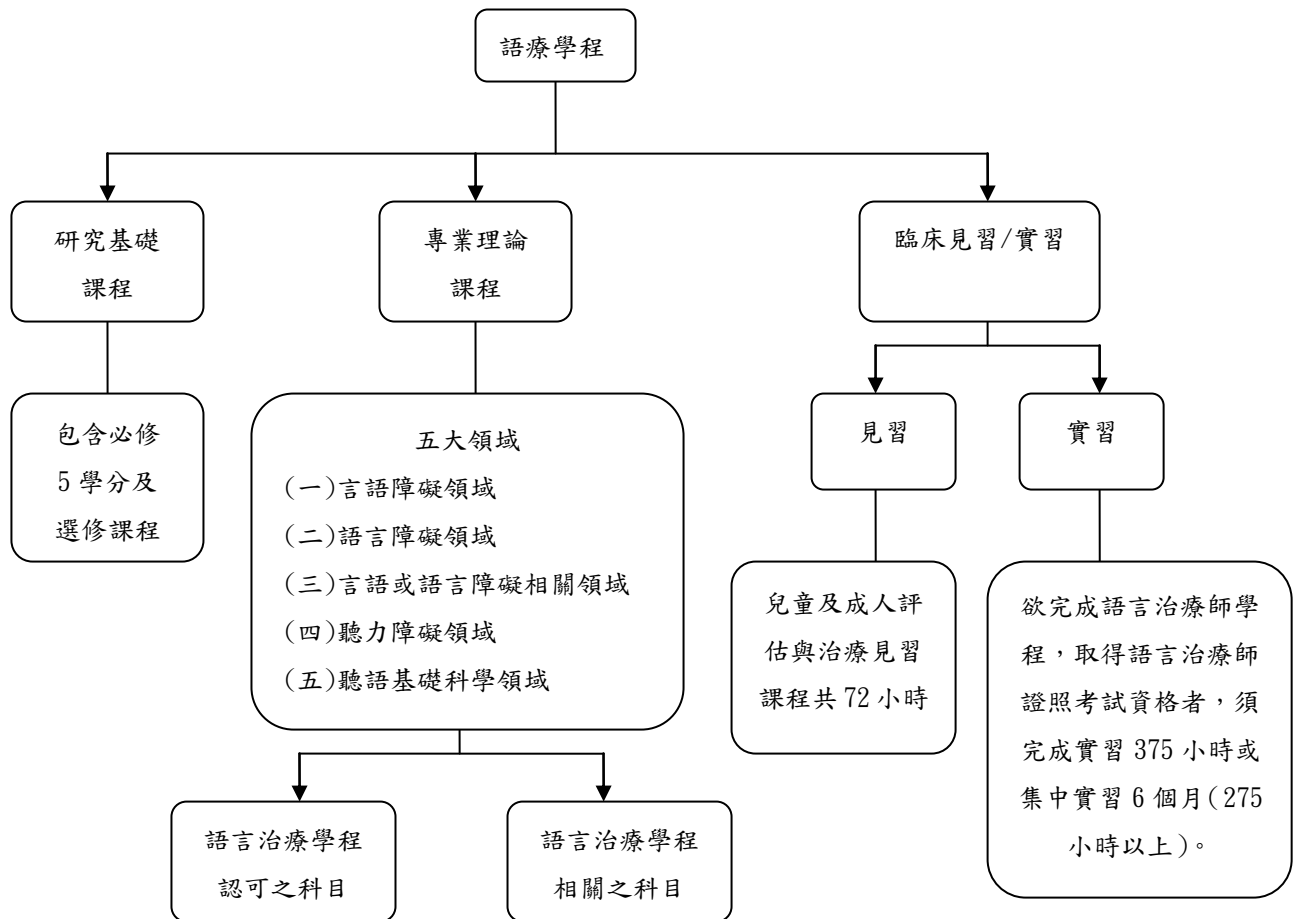 語療學程
研究基礎
課程
專業理論
課程
臨床見習/實習
包含必修
5 學分及
選修課程
五大領域
(一)言語障礙領域
(二)語言障礙領域
(三)言語或語言障礙相關領域
(四)聽力障礙領域
(五)聽語基礎科學領域
見習
實習
兒童及成人評
估與治療見習
課程共 72 小時
欲完成語言治療師學
程，取得語言治療師
證照考試資格者，須
完成實習 375 小時或
集中實習 6 個月(275
小時以上)。
語言治療學程
認可之科目
語言治療學程
相關之科目